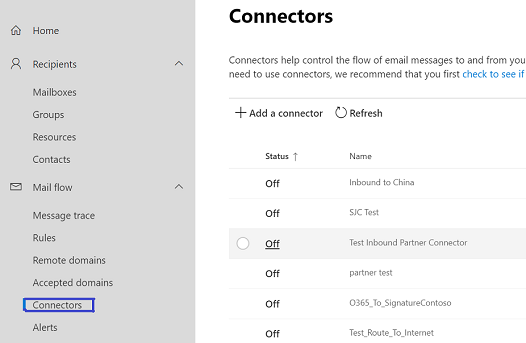 Home
Recipients
Mailboxes
Groups
Resources
Contacts
Mail flow
Message trace
Rules
Remote domains
Accepted domains
Connectors
Alerts
Connectors
Connectors help control the flow of email messages to and from you
need to use connectors, we recommend that you first check to see if
Add a connector Refresh
Status ↑ Name
Off Inbound to China
Off SJC Test
Off Test Inbound Partner Connector
Off partner test
Off O365_To_SignatureContoso
Off Test_Route_To_Internet